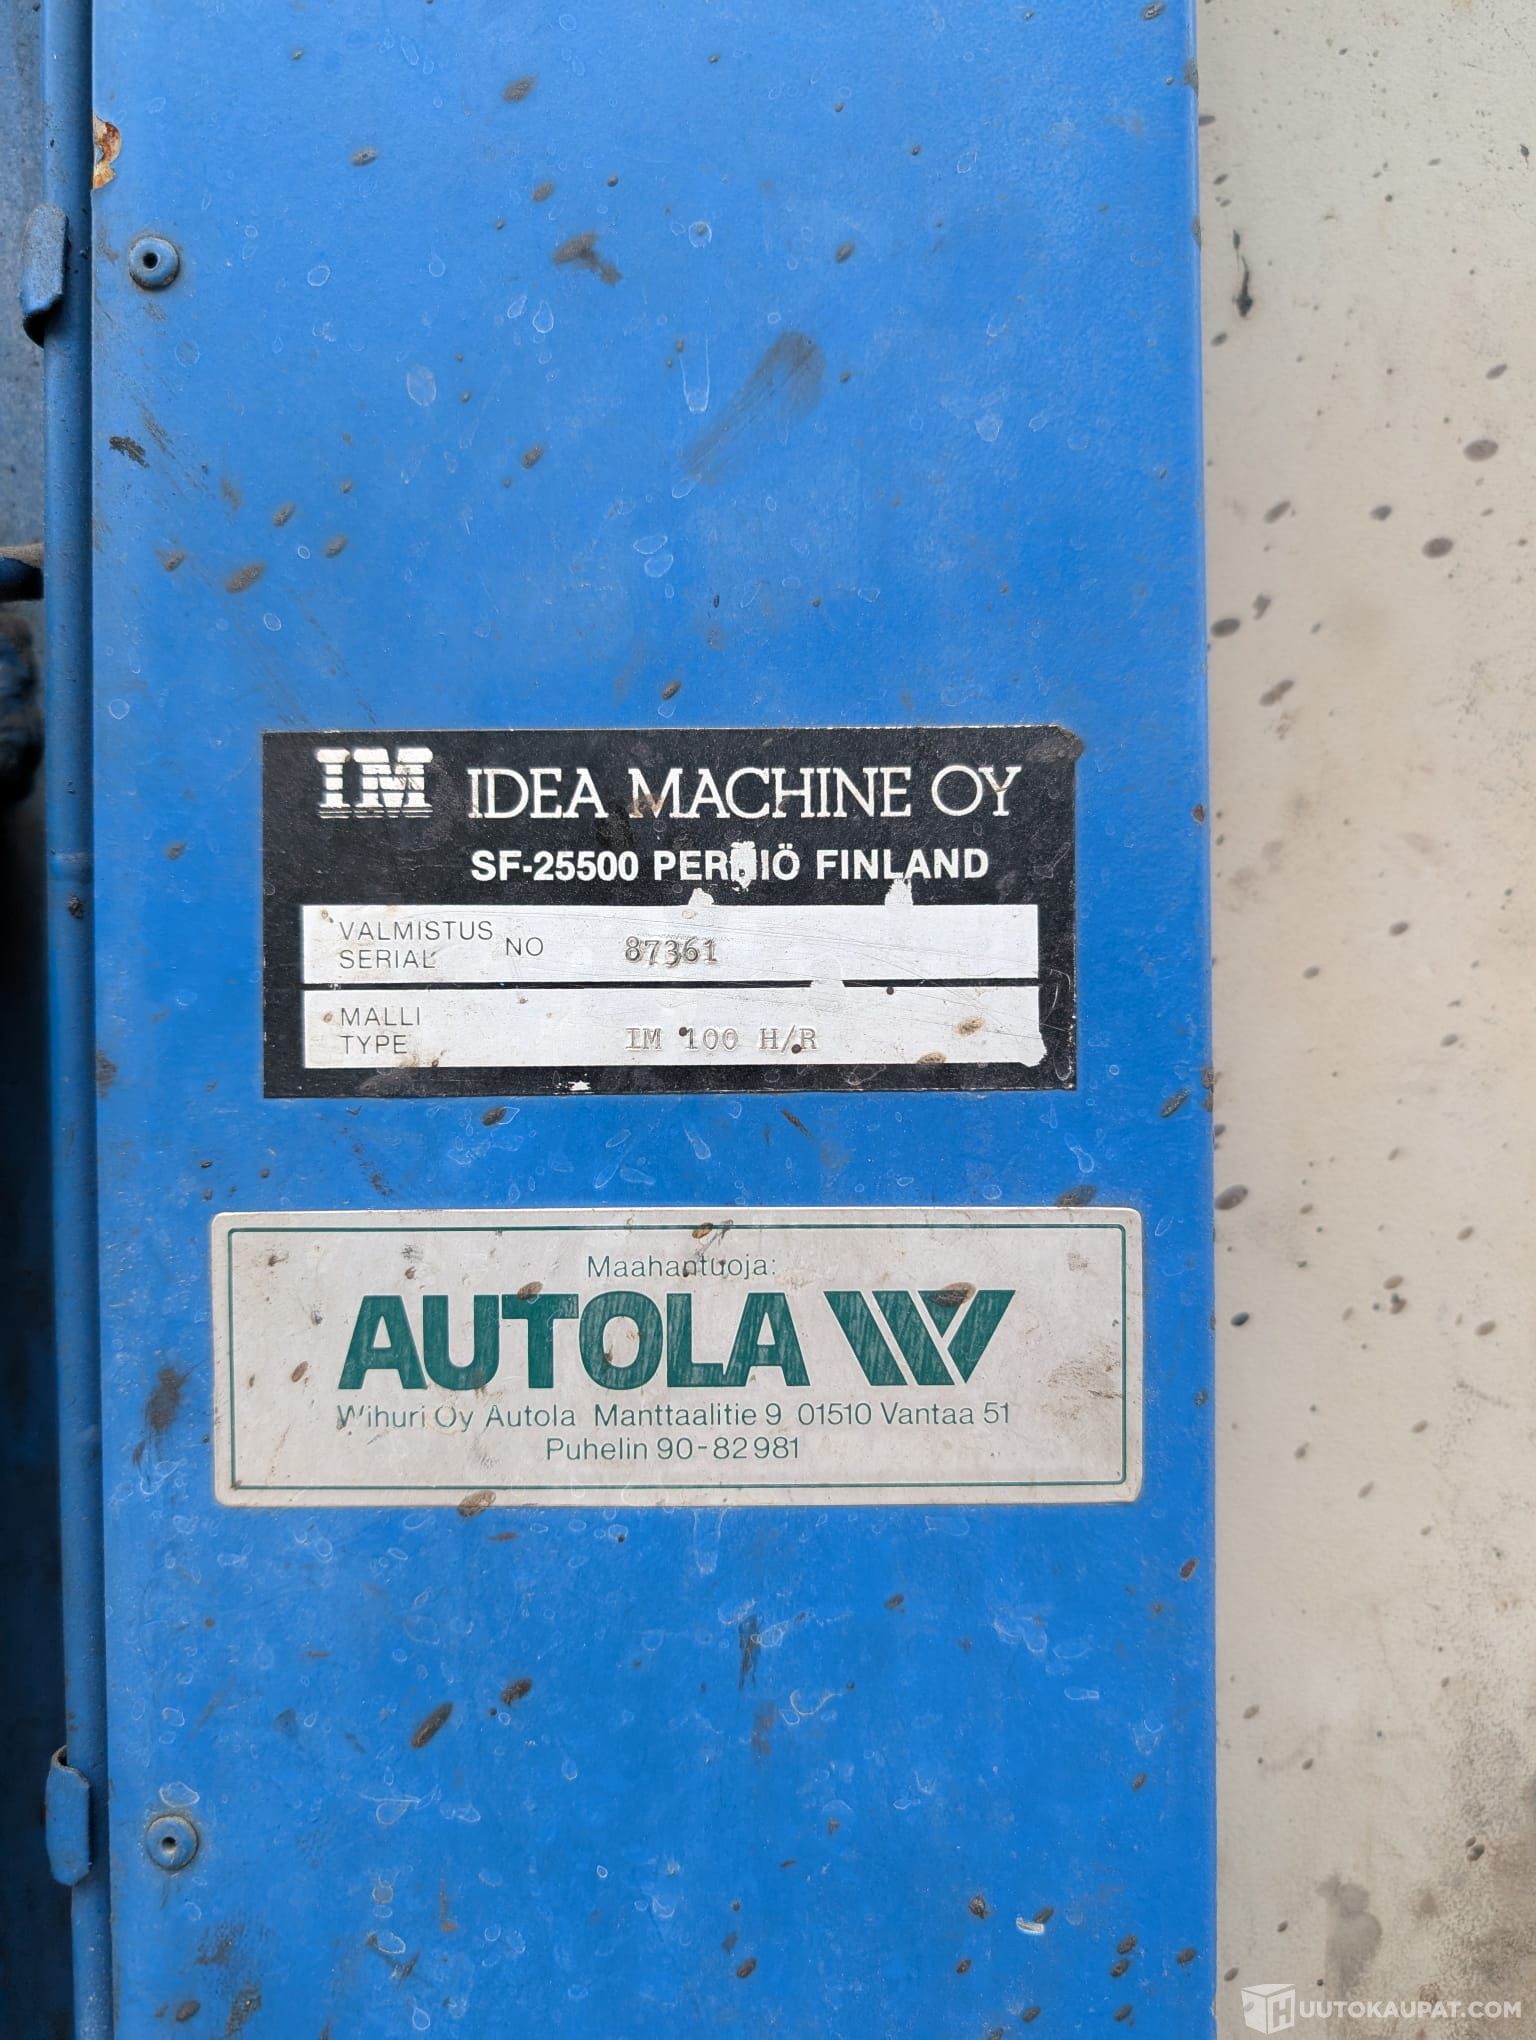 IM IDEA MACHINE OY
SF-25500 PERNIÖ FINLAND
VALMISTUS
SERIAL NO 87361
MALLI
TYPE IM 100 H/R
Maahantuoja:
AUTOLA W
Wihuri Oy Autola Manttaalitie 9 01510 Vantaa 51
Puhelin 90-82981
HUUTOKAUPAT.COM